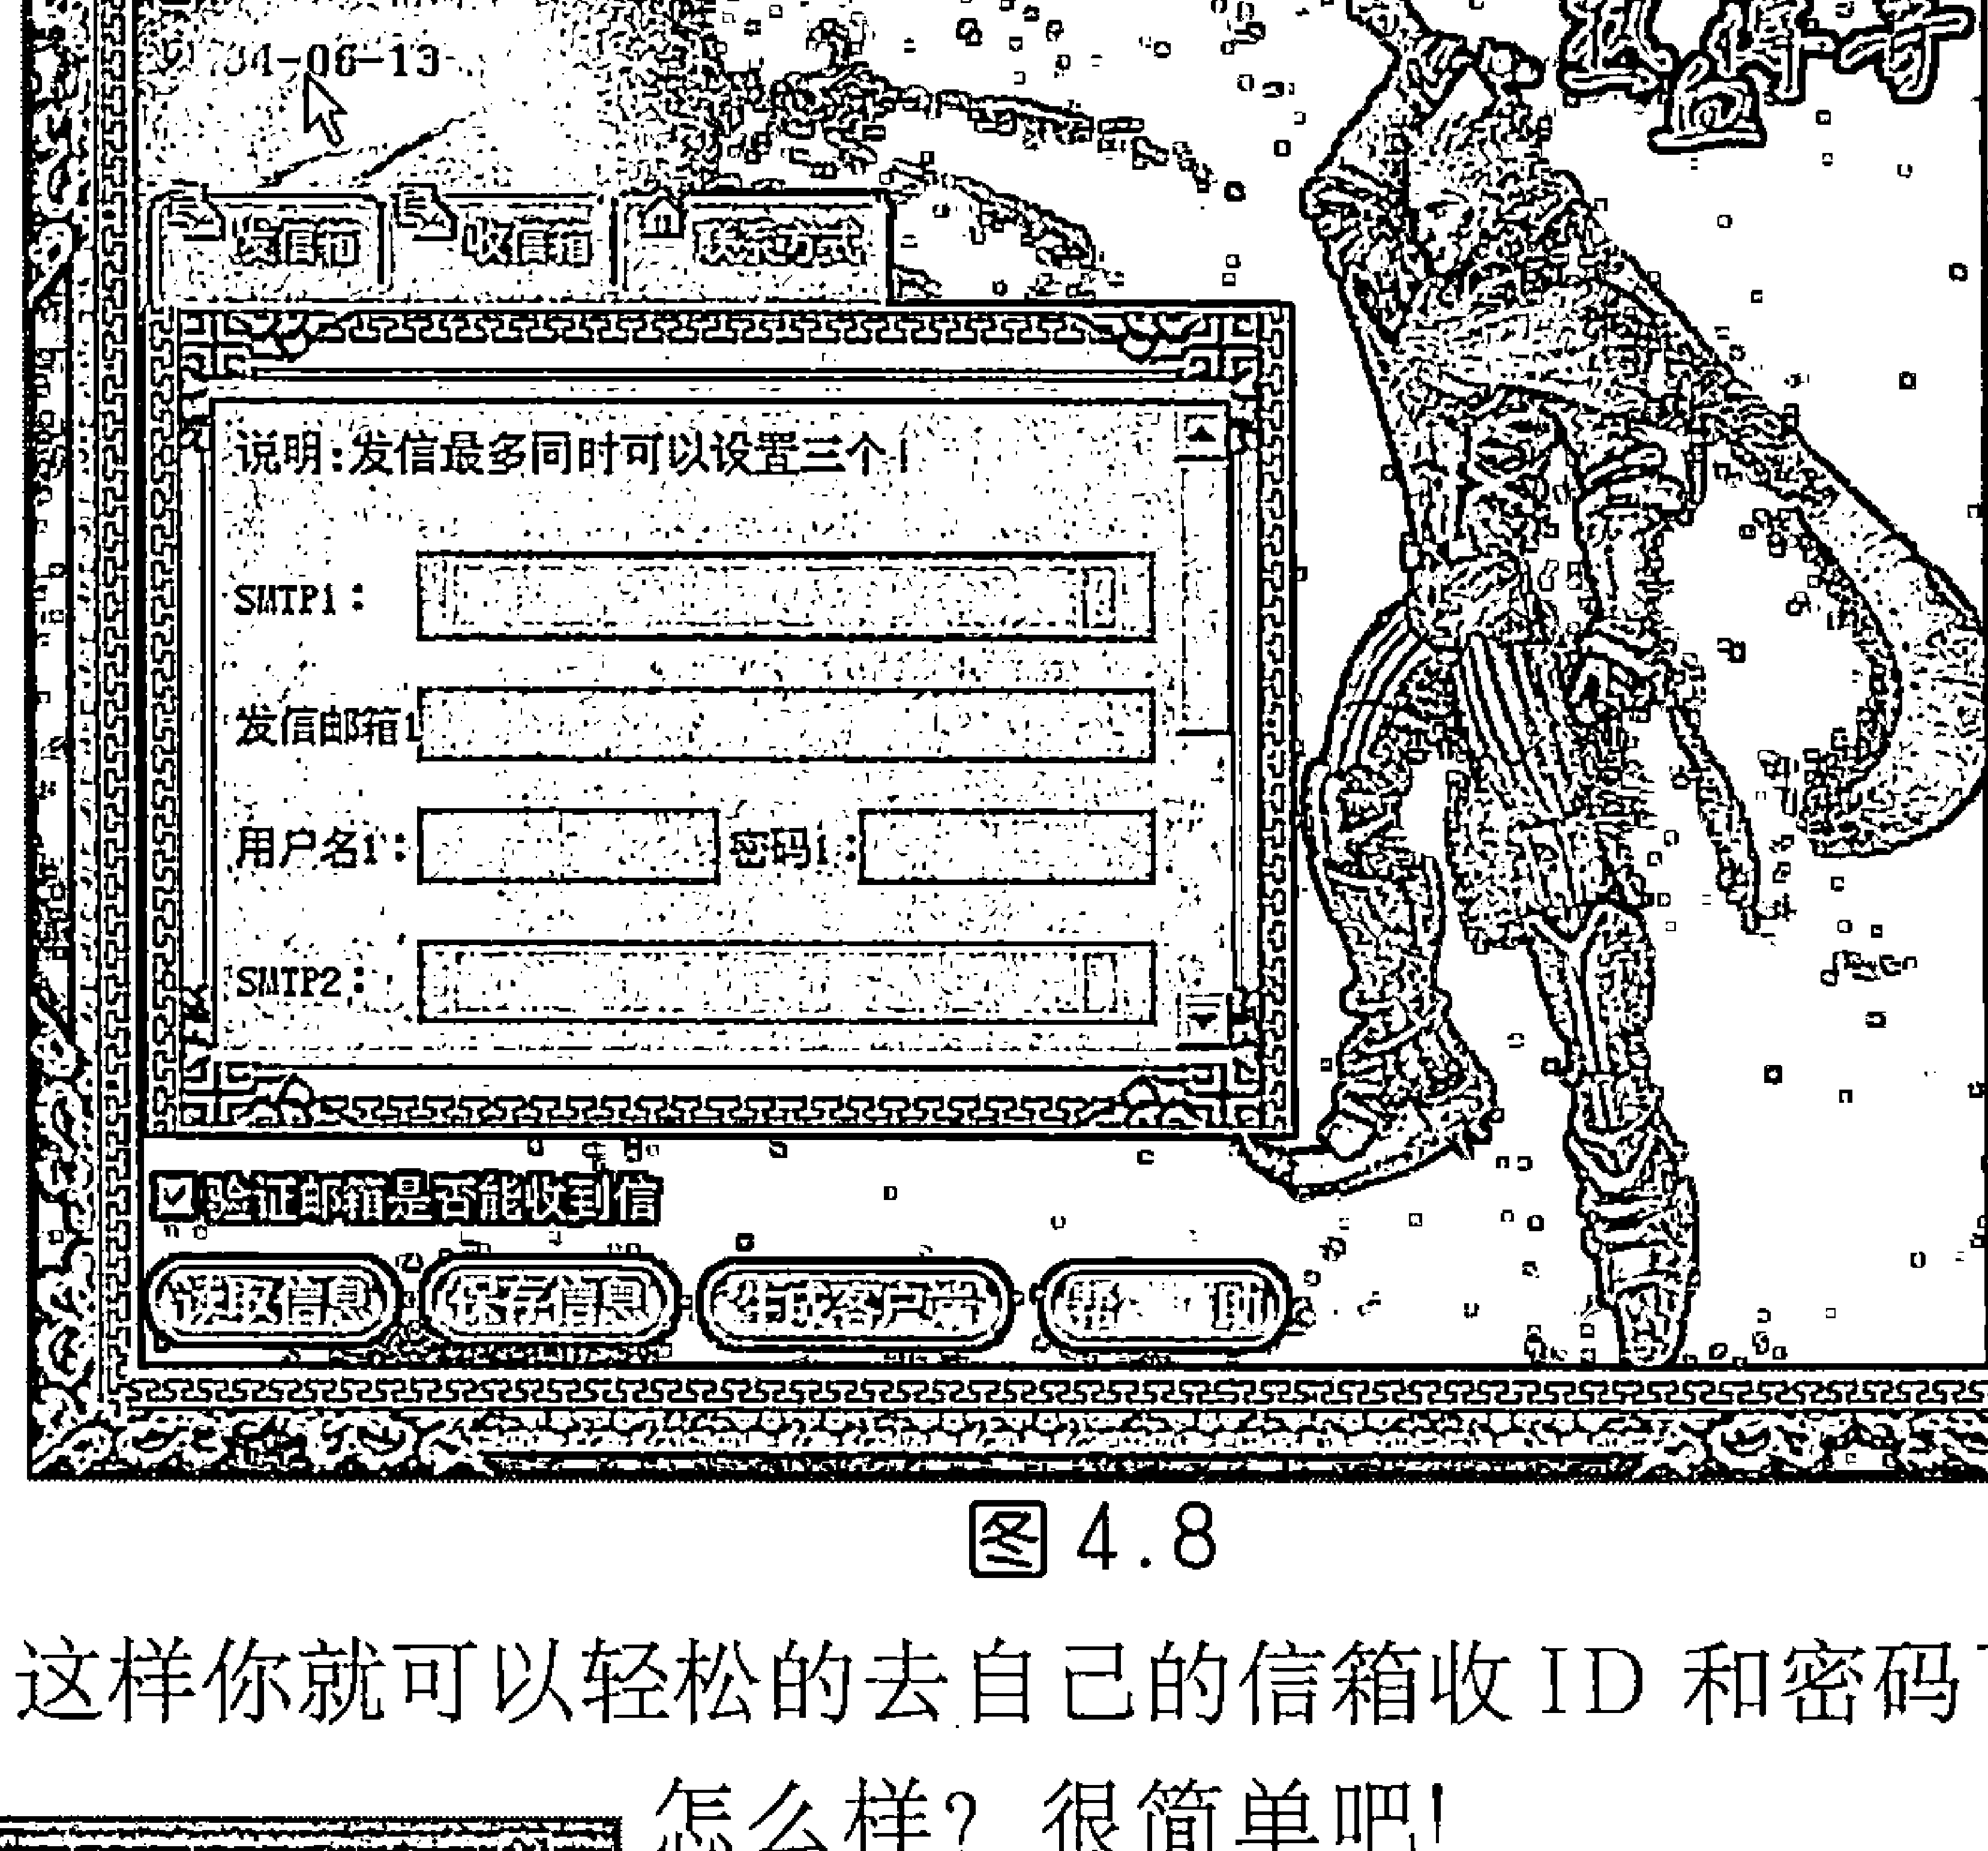 04-06-13
发信箱 收信箱 联系方式
说明:发信最多同时可以设置三个!
SMTP1:
发信邮箱1
用户名1: 密码1:
SMTP2:
验证邮箱是否能收到信
读取信息 保存信息 生成客户端 帮 助
图 4.8
这样你就可以轻松的去自己的信箱收 ID 和密码
怎么样? 很简单吧!